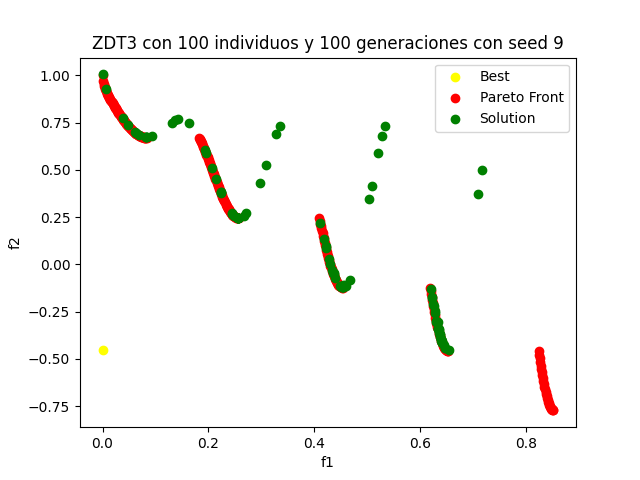 ZDT3 con 100 individuos y 100 generaciones con seed 9
Best
Pareto Front
Solution
1.00
0.75
0.50
0.25
0.00
−0.25
−0.50
−0.75
f2
0.0 0.2 0.4 0.6 0.8
f1